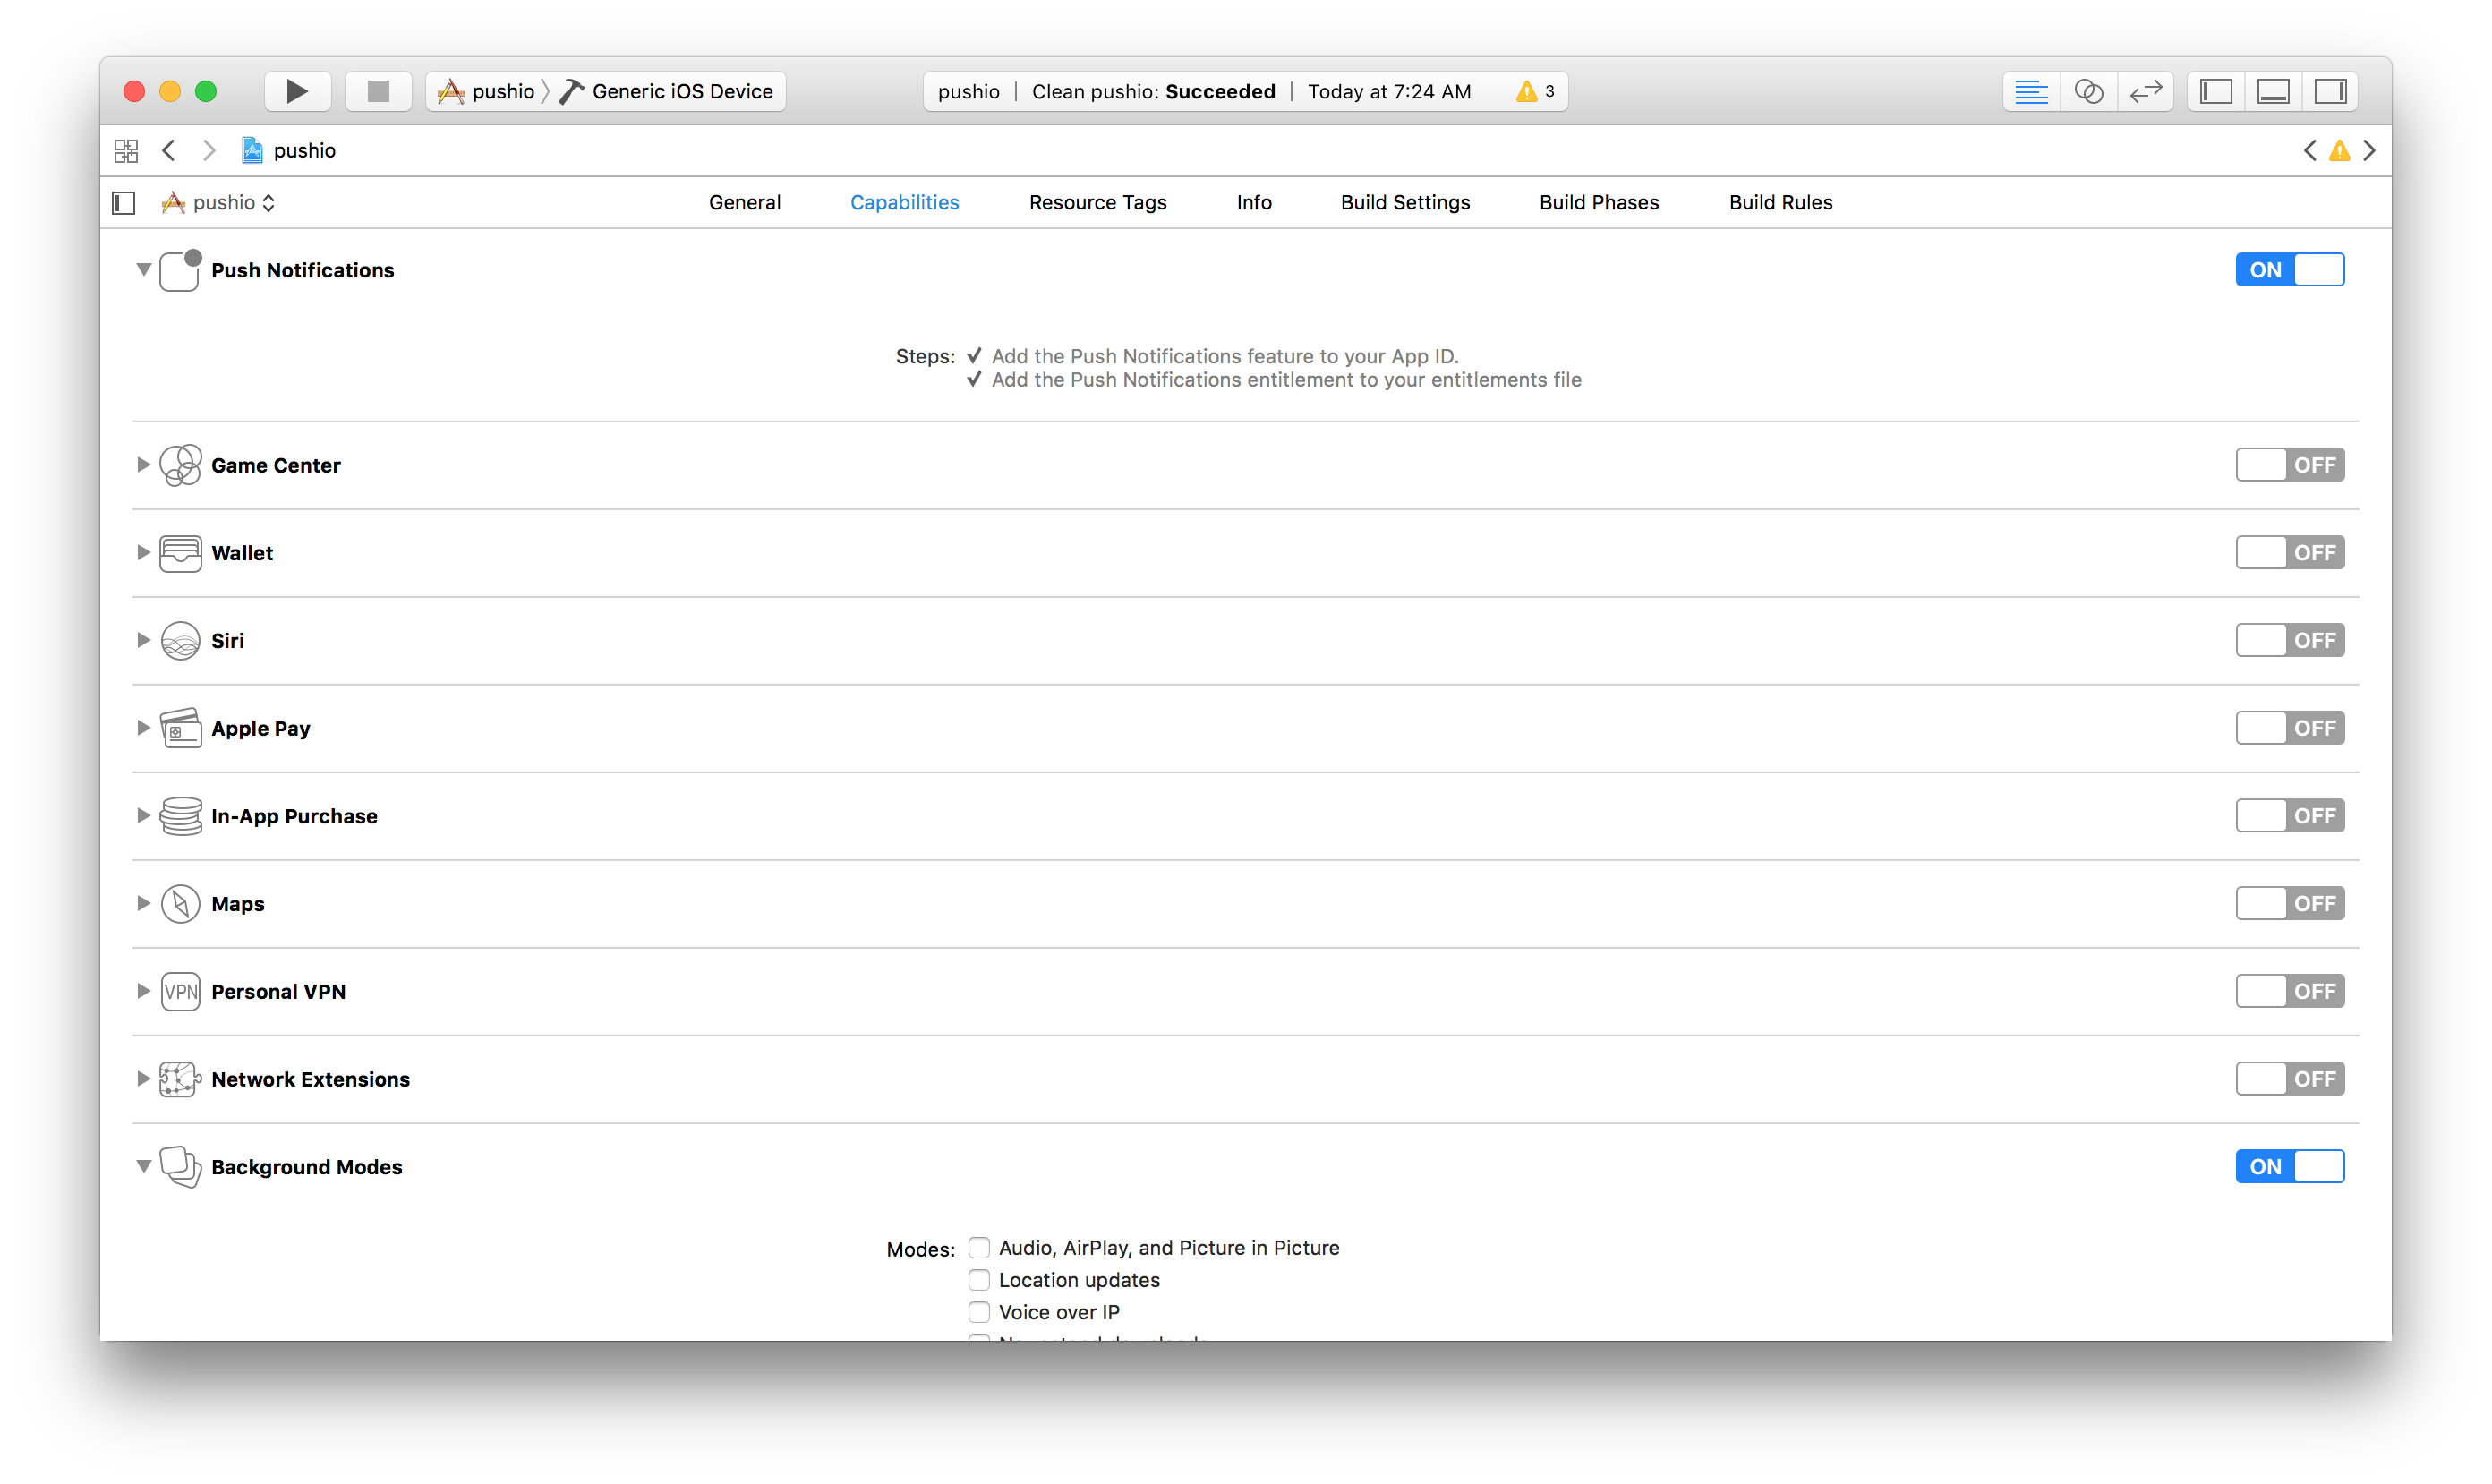 pushio 〉 Generic iOS Device
pushio | Clean pushio: Succeeded | Today at 7:24 AM 3
pushio
pushio
General Capabilities Resource Tags Info Build Settings Build Phases Build Rules
Push Notifications ON
Steps: ✓ Add the Push Notifications feature to your App ID.
✓ Add the Push Notifications entitlement to your entitlements file
Game Center OFF
Wallet OFF
Siri OFF
Apple Pay OFF
In-App Purchase OFF
Maps OFF
VPN Personal VPN OFF
Network Extensions OFF
Background Modes ON
Modes: Audio, AirPlay, and Picture in Picture
Location updates
Voice over IP